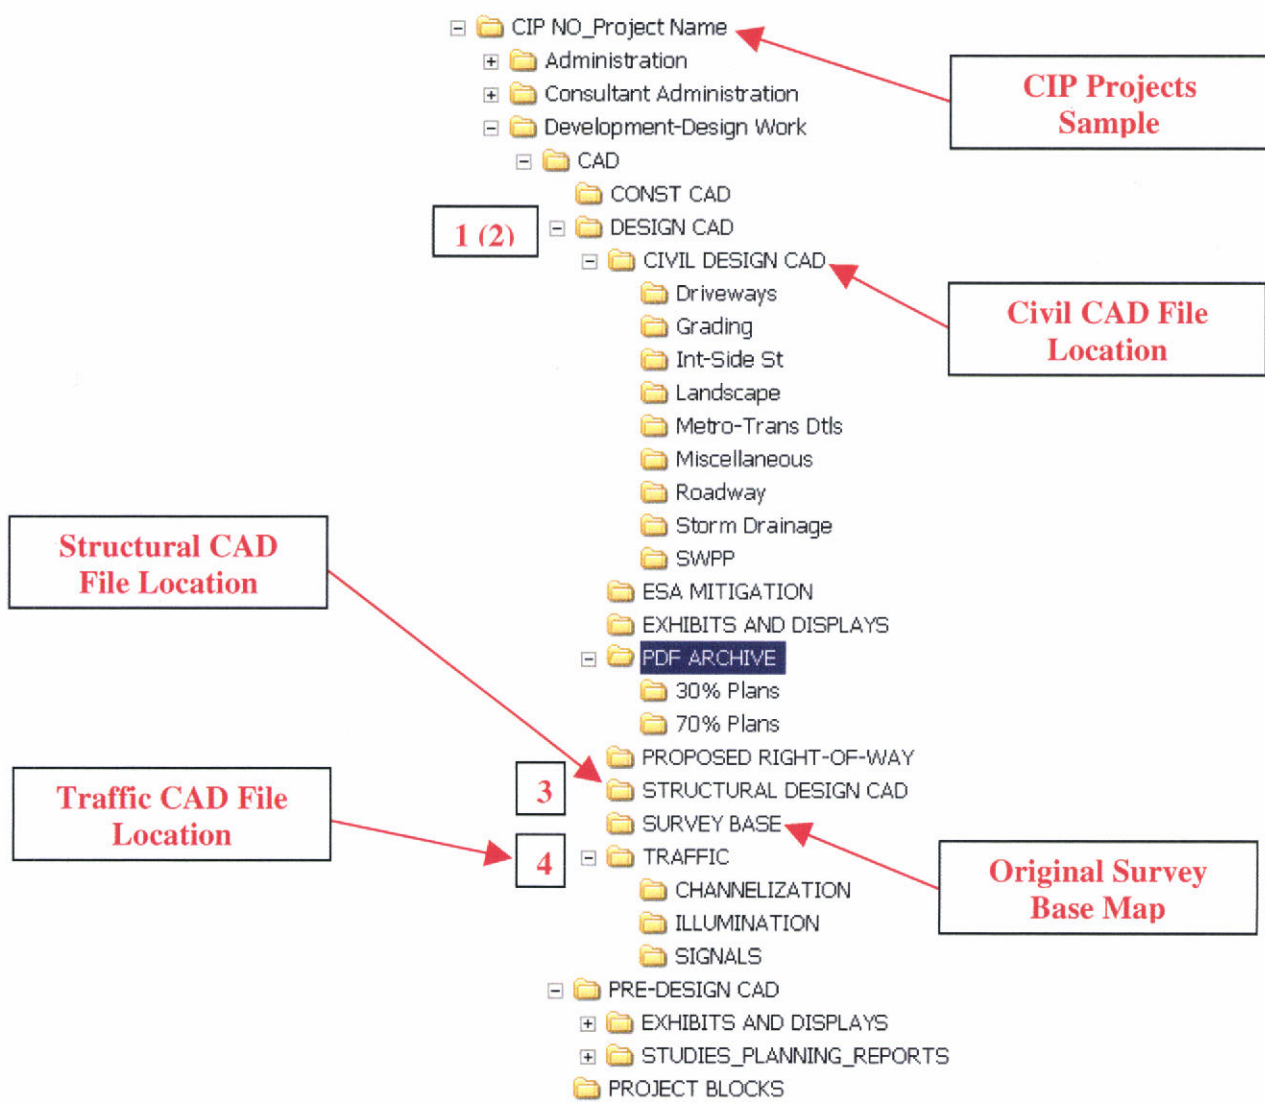 CIP NO_Project Name
Administration
CIP Projects
Sample
Consultant Administration
Development-Design Work
CAD
CONST CAD
1 (2)
DESIGN CAD
CIVIL DESIGN CAD
Driveways
Grading
Civil CAD File
Location
Int-Side St
Landscape
Metro-Trans Dtls
Miscellaneous
Roadway
Storm Drainage
SWPP
Structural CAD
File Location
ESA MITIGATION
EXHIBITS AND DISPLAYS
PDF ARCHIVE
30% Plans
70% Plans
PROPOSED RIGHT-OF-WAY
3
STRUCTURAL DESIGN CAD
Traffic CAD File
Location
SURVEY BASE
4
TRAFFIC
Original Survey
Base Map
CHANNELIZATION
ILLUMINATION
SIGNALS
PRE-DESIGN CAD
EXHIBITS AND DISPLAYS
STUDIES_PLANNING_REPORTS
PROJECT BLOCKS